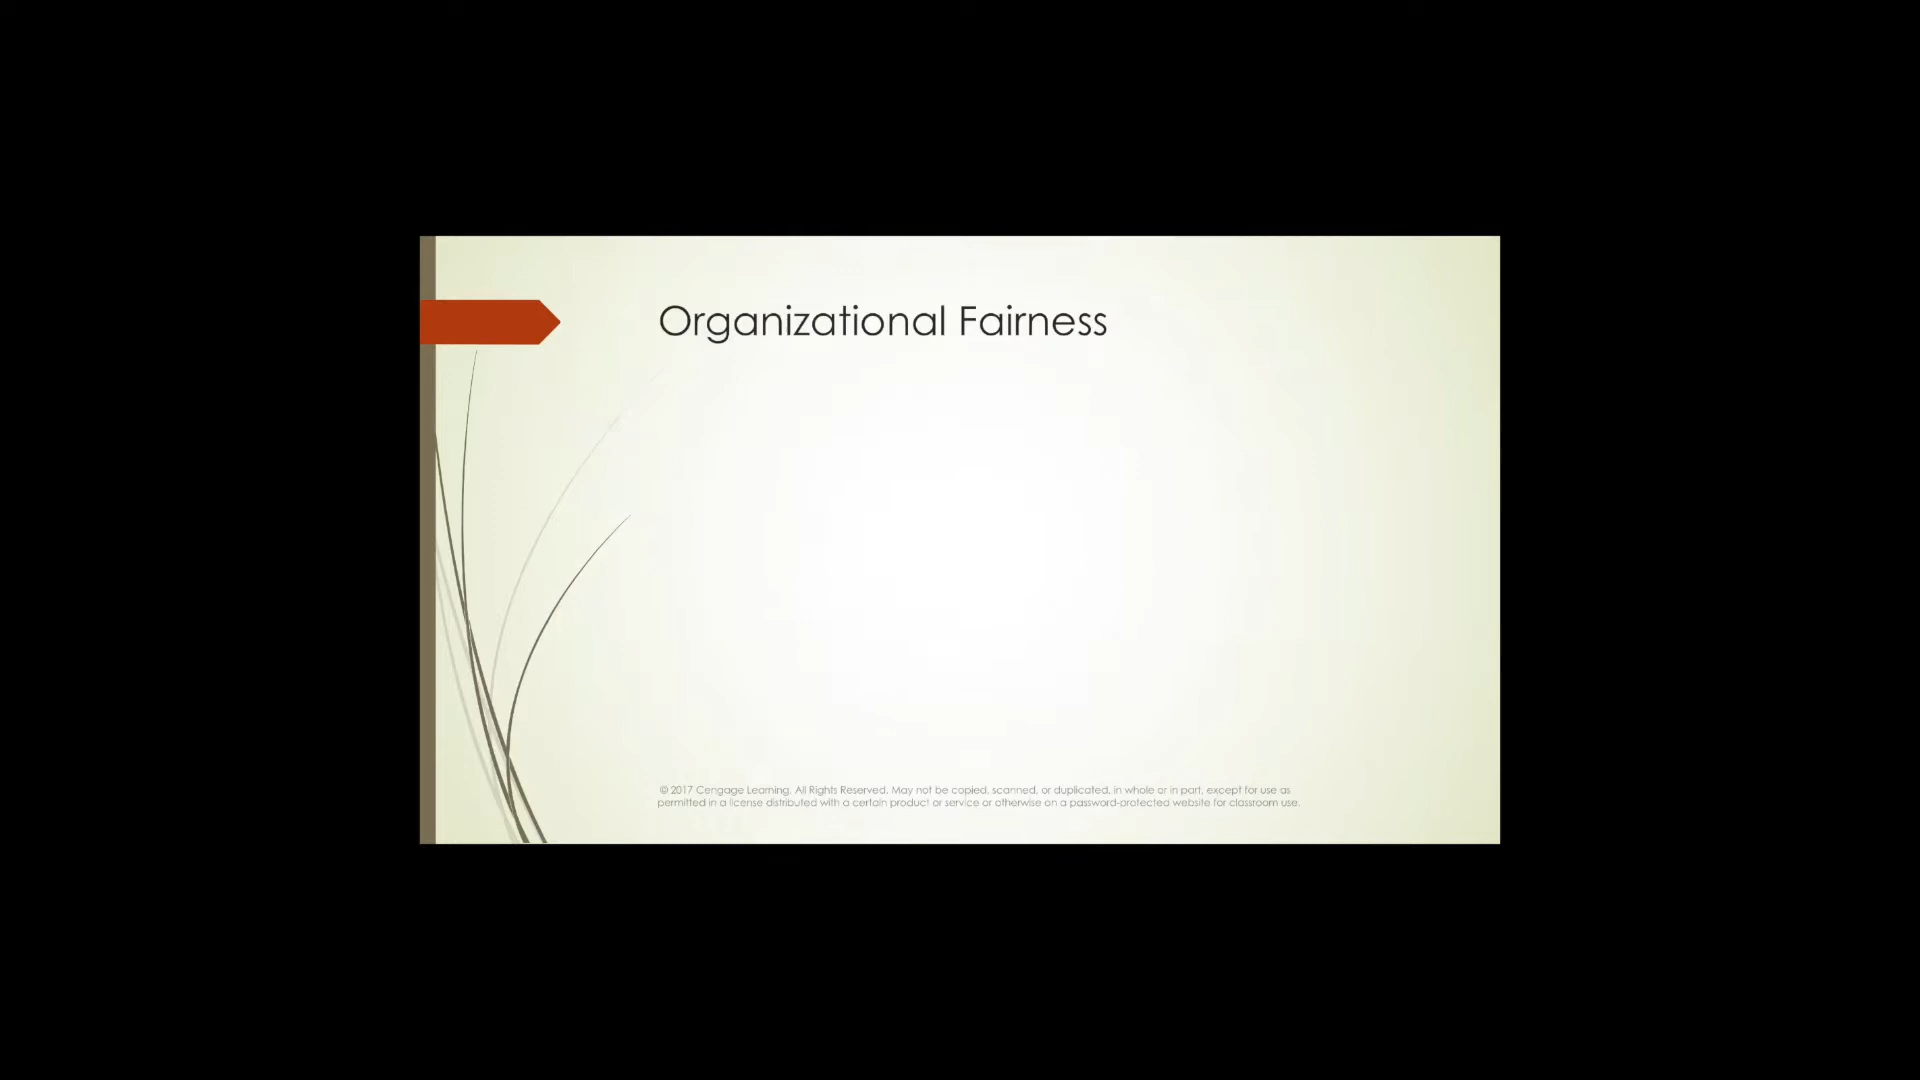 Organizational Fairness
© 2017 Cengage Learning. All Rights Reserved. May not be copied, scanned, or duplicated, in whole or in part, except for use as
permitted in a license distributed with a certain product or service or otherwise on a password-protected website for classroom use.